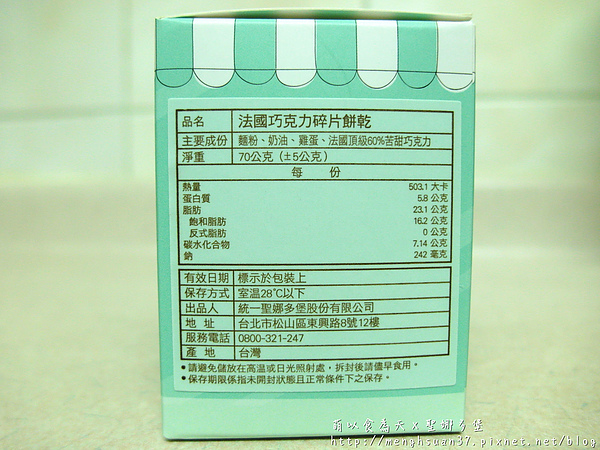 品名 法國巧克力碎片餅乾
主要成份 麵粉、奶油、雞蛋、法國頂級60%苦甜巧克力
淨重 70公克(±5公克)
每 份
熱量 503.1 大卡
蛋白質 5.8 公克
脂肪 23.1 公克
飽和脂肪 16.2 公克
反式脂肪 0 公克
碳水化合物 7.14 公克
鈉 242 毫克
有效日期 標示於包裝上
保存方式 室溫28℃以下
出品人 統一聖娜多堡股份有限公司
地 址 台北市松山區東興路8號12樓
服務電話 0800-321-247
產 地 台灣
•請避免儲放在高溫或日光照射處，拆封後請儘早食用。
•保存期限係指未開封狀態且正常條件下之保存。
萌以食為天 X 聖娜多堡
http://menghsuan37.pixnet.net/blog